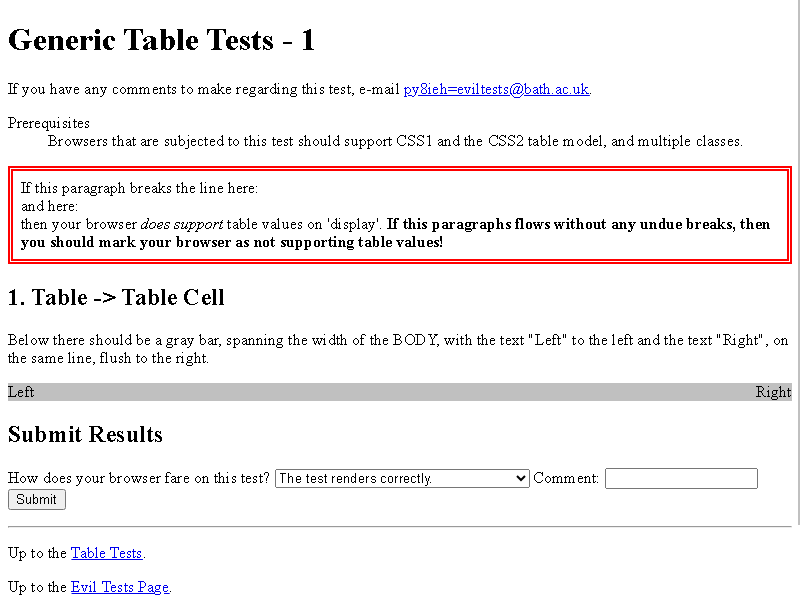 Generic Table Tests - 1
If you have any comments to make regarding this test, e-mail py8ieh=eviltests@bath.ac.uk.
Prerequisites
Browsers that are subjected to this test should support CSS1 and the CSS2 table model, and multiple classes.
If this paragraph breaks the line here:
and here:
then your browser does support table values on 'display'. If this paragraphs flows without any undue breaks, then
you should mark your browser as not supporting table values!
1. Table -> Table Cell
Below there should be a gray bar, spanning the width of the BODY, with the text "Left" to the left and the text "Right", on
the same line, flush to the right.
Left Right
Submit Results
How does your browser fare on this test? The test renders correctly. Comment:
Submit
Up to the Table Tests.
Up to the Evil Tests Page.